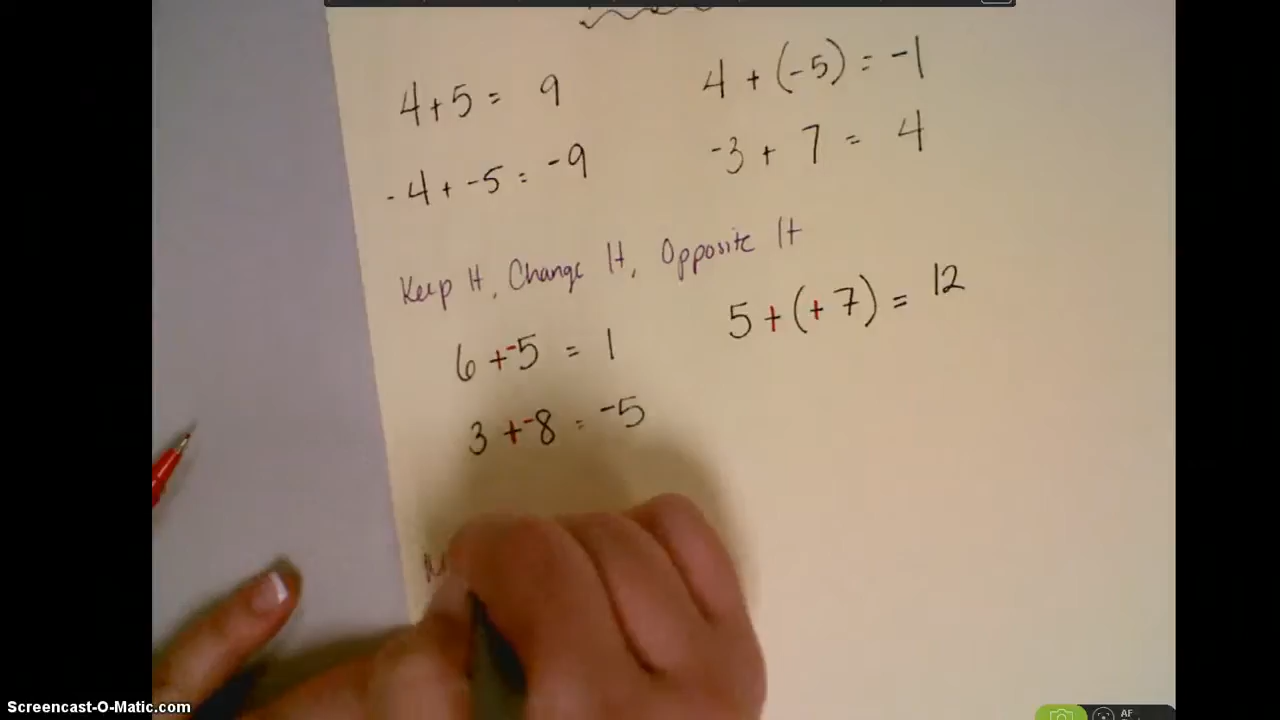 4 + 5 = 9
4 + (-5) = -1
-4 + -5 = -9
-3 + 7 = 4
Keep It, Change It, Opposite It
6 + -5 = 1
5 + (+7) = 12
3 + -8 = -5
Screencast-O-Matic.com
AF